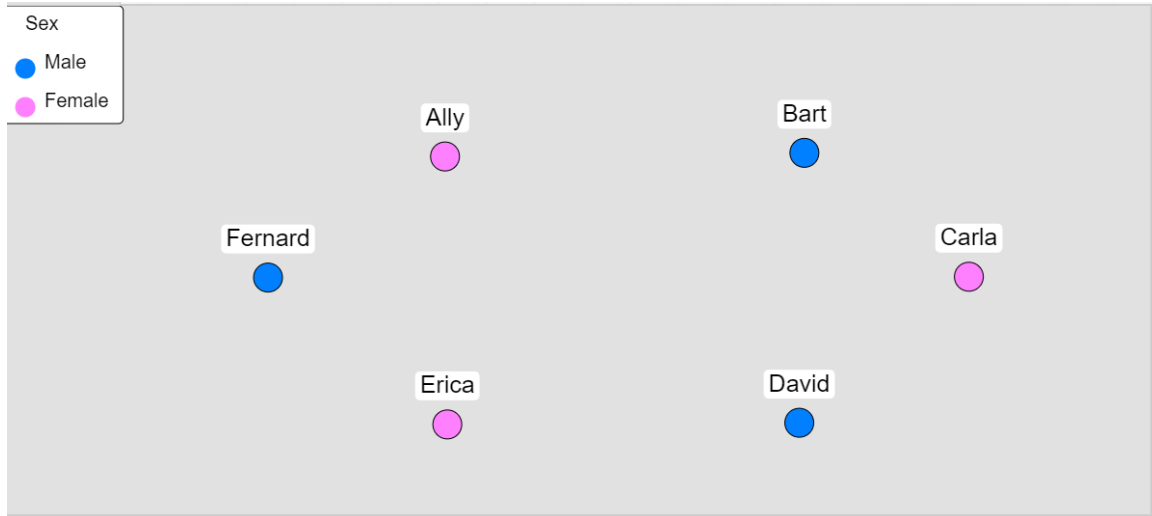 Sex
Male
Female
Ally
Bart
Fernard
Carla
Erica
David